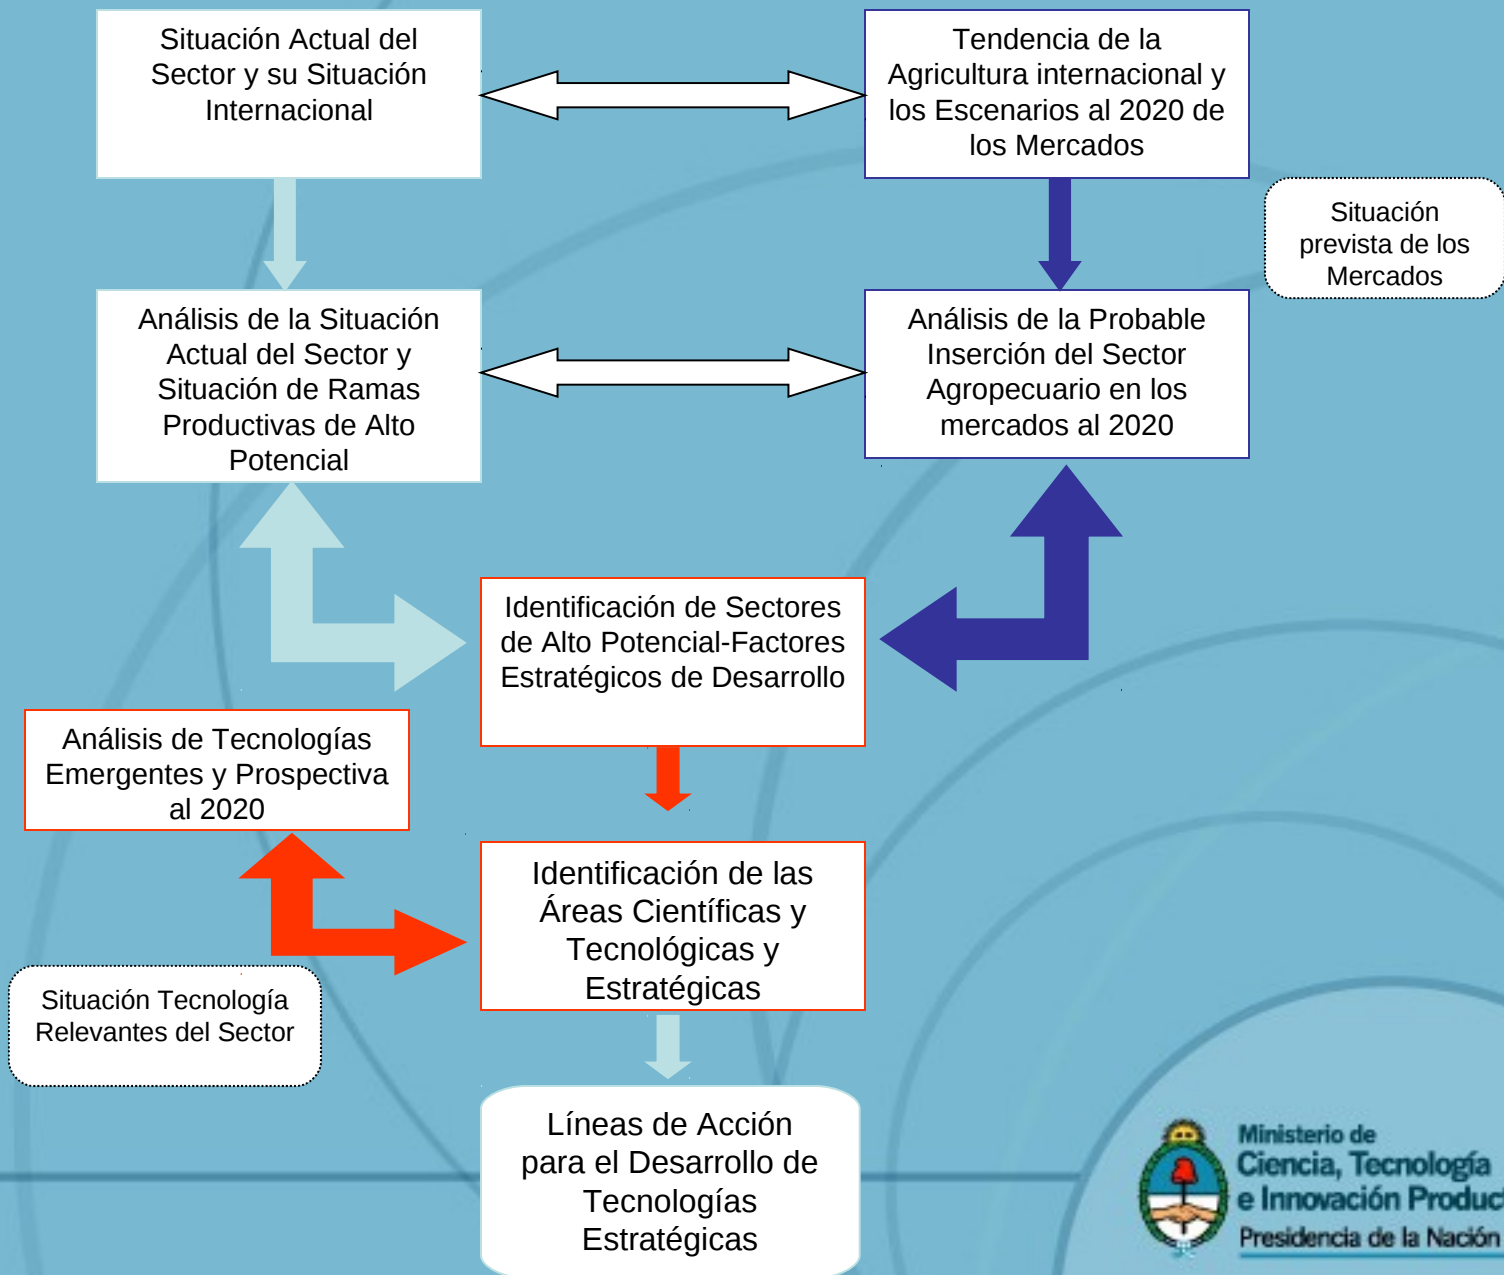 Situación Actual del
Sector y su Situación
Internacional
Tendencia de la
Agricultura internacional y
los Escenarios al 2020 de
los Mercados
Situación
prevista de los
Mercados
Análisis de la Situación
Actual del Sector y
Situación de Ramas
Productivas de Alto
Potencial
Análisis de la Probable
Inserción del Sector
Agropecuario en los
mercados al 2020
Identificación de Sectores
de Alto Potencial-Factores
Estratégicos de Desarrollo
Análisis de Tecnologías
Emergentes y Prospectiva
al 2020
Identificación de las
Áreas Científicas y
Tecnológicas y
Estratégicas
Situación Tecnología
Relevantes del Sector
Líneas de Acción
para el Desarrollo de
Tecnologías
Estratégicas
Ministerio de
Ciencia, Tecnología
e Innovación Product
Presidencia de la Nación